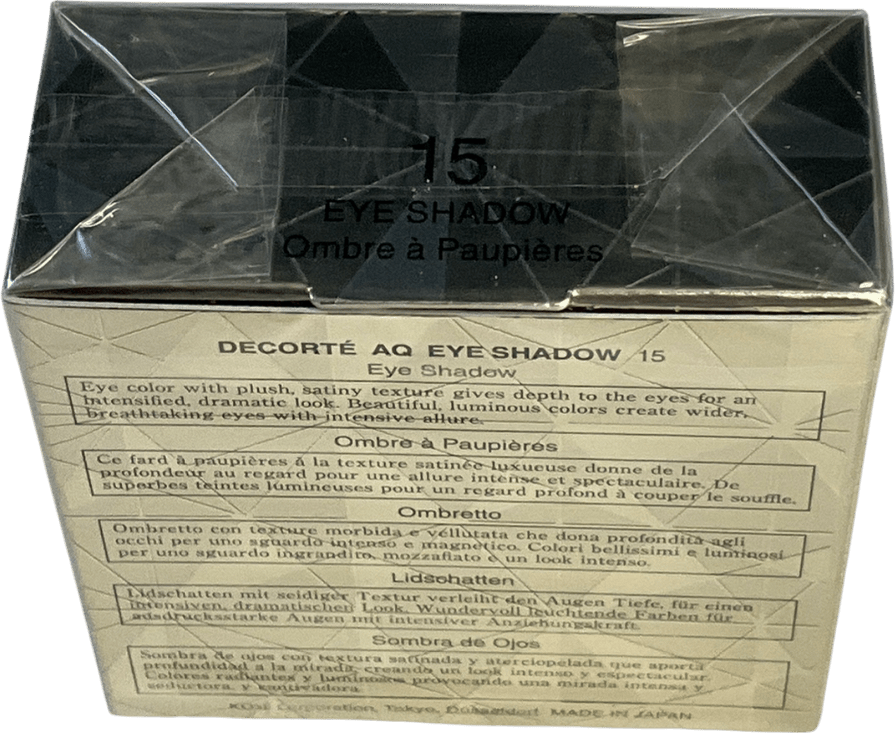 15
EYE SHADOW
Ombre à Paupières
DECORTÉ AQ EYE SHADOW 15
Eye Shadow
Eye color with plush, satiny texture gives depth to the eyes for an
intensified, dramatic look. Beautiful, luminous colors create wider,
breathtaking eyes with intensive allure.
Ombre à Paupières
Ce fard à paupières à la texture satinée luxueuse donne de la
profondeur au regard pour une allure intense et spectaculaire. De
superbes teintes lumineuses pour un regard profond à couper le souffle.
Ombretto
Ombretto con texture morbida e vellutata che dona profondità agli
occhi per uno sguardo intenso e magnetico. Colori bellissimi e luminosi
per uno sguardo ingrandito, mozzafiato e un look intenso.
Lidschatten
Lidschatten mit seidiger Textur verleiht den Augen Tiefe, für einen
intensiven, dramatischen Look. Wundervoll leuchtende Farben für
ausdrucksstarke Augen mit intensiver Anziehungskraft.
Sombra de Ojos
Sombra de ojos con textura satinada y aterciopelada que aporta
profundidad a la mirada, creando un look intenso y espectacular.
Colores radiantes y luminosos provocando una mirada intensa y
seductora, y cautivadora.
KOSÉ Corporation, Tokyo, Düsseldorf MADE IN JAPAN